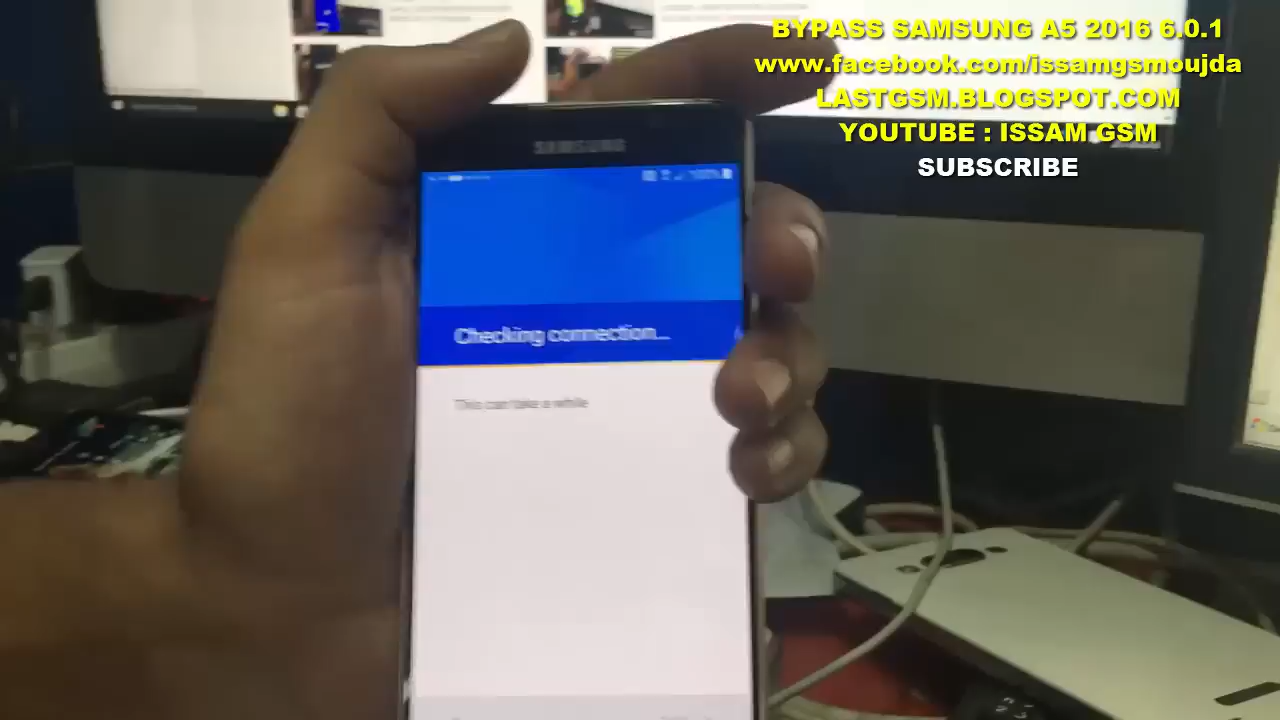 BYPASS SAMSUNG A5 2016 6.0.1
www.facebook.com/issamgsmoujda
LASTGSM.BLOGSPOT.COM
YOUTUBE : ISSAM GSM
SUBSCRIBE
SAMSUNG
100%
Checking connection...
This can take a while